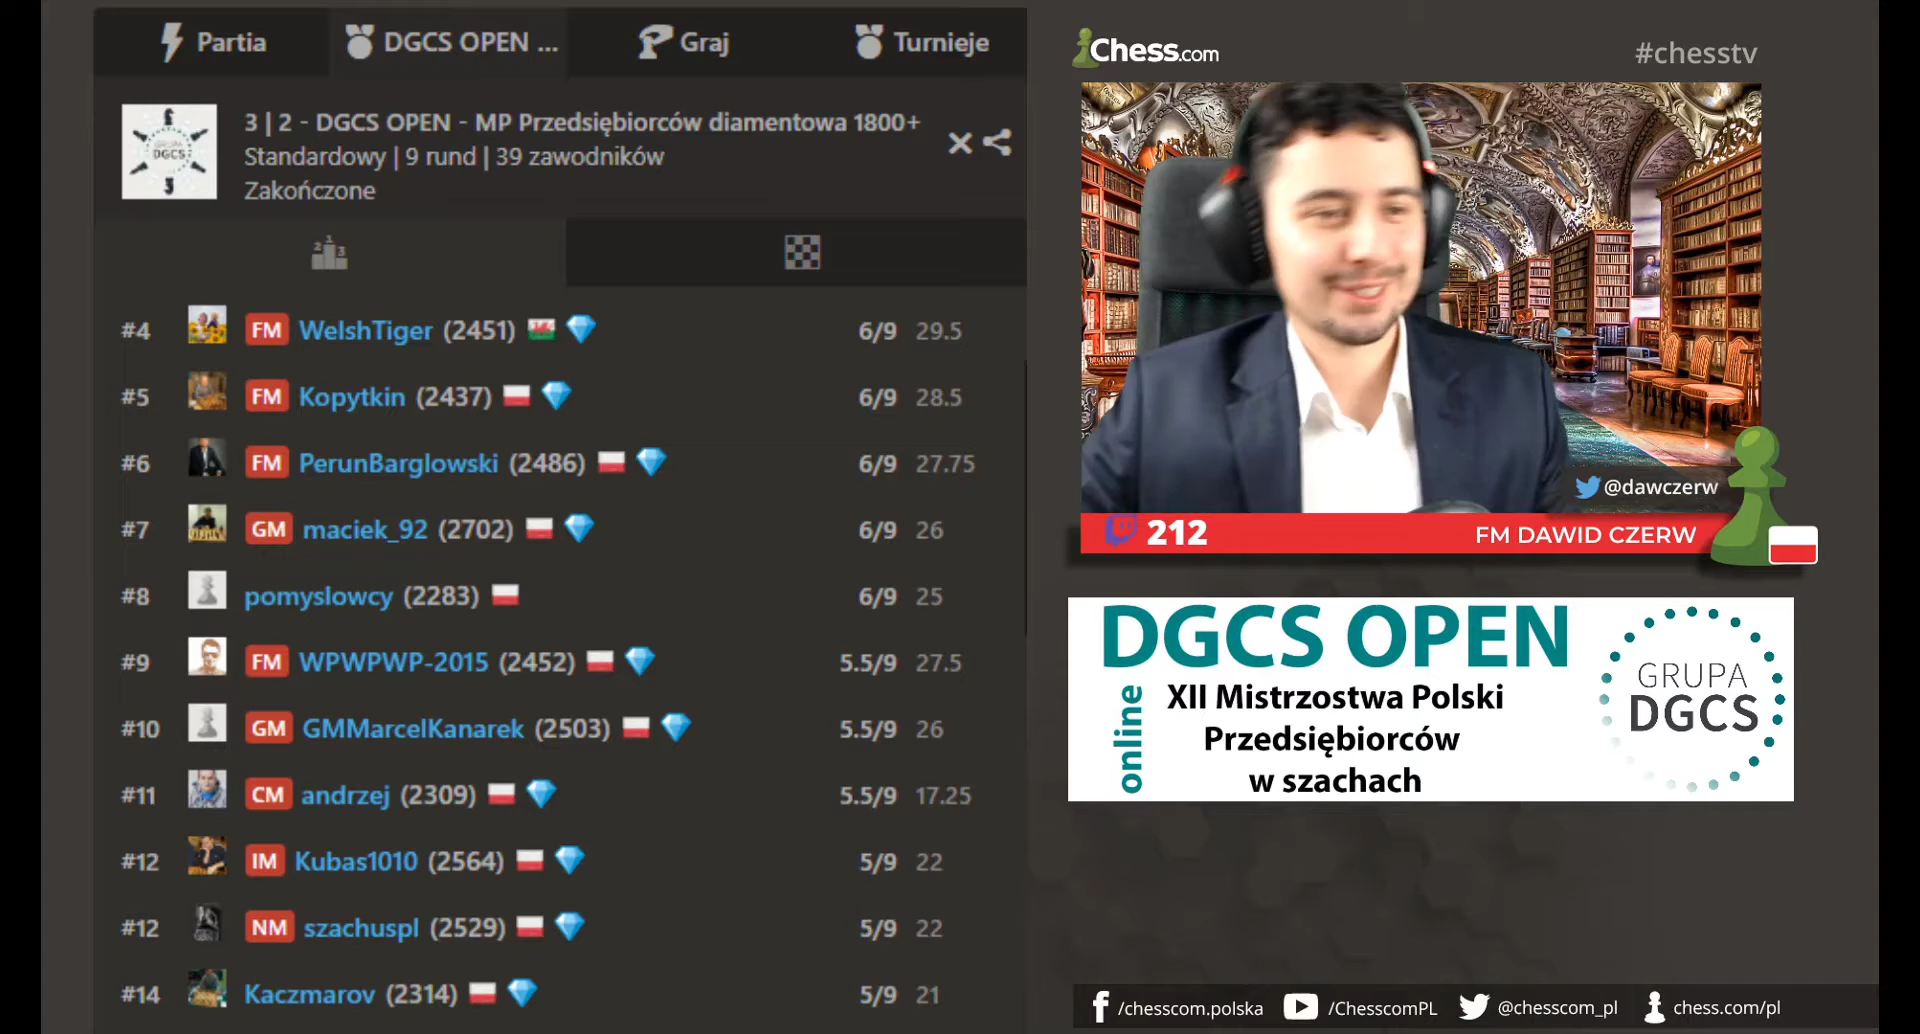 Partia
DGCS OPEN ...
Graj
Turnieje
3 | 2 - DGCS OPEN - MP Przedsiębiorców diamentowa 1800+
Standardowy | 9 rund | 39 zawodników
Zakończone
GRUPA
DGCS
2 1 3
#4 FM WelshTiger (2451) 6/9 29.5
#5 FM Kopytkin (2437) 6/9 28.5
#6 FM PerunBarglowski (2486) 6/9 27.75
#7 GM maciek_92 (2702) 6/9 26
#8 pomyslowcy (2283) 6/9 25
#9 FM WPWPWP-2015 (2452) 5.5/9 27.5
#10 GM GMMarcelKanarek (2503) 5.5/9 26
#11 CM andrzej (2309) 5.5/9 17.25
#12 IM Kubas1010 (2564) 5/9 22
#12 NM szachuspl (2529) 5/9 22
#14 Kaczmarov (2314) 5/9 21
Chess.com
#chesstv
@dawczerw
212
FM DAWID CZERW
DGCS OPEN
online
XII Mistrzostwa Polski
Przedsiębiorców
w szachach
GRUPA
DGCS
/chesscom.polska
/ChesscomPL
@chesscom_pl
chess.com/pl